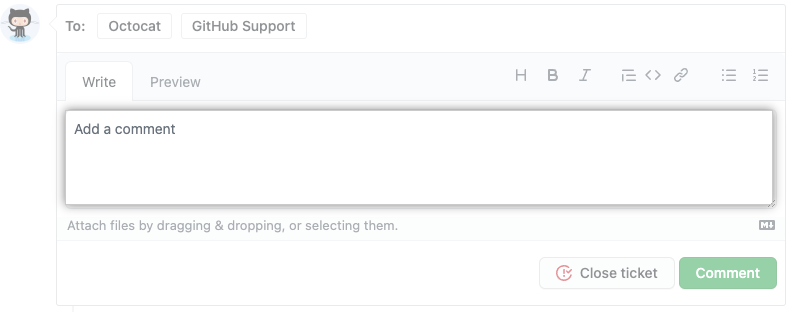 To: Octocat GitHub Support
Write Preview H B I
Add a comment
Attach files by dragging & dropping, or selecting them.
Close ticket Comment